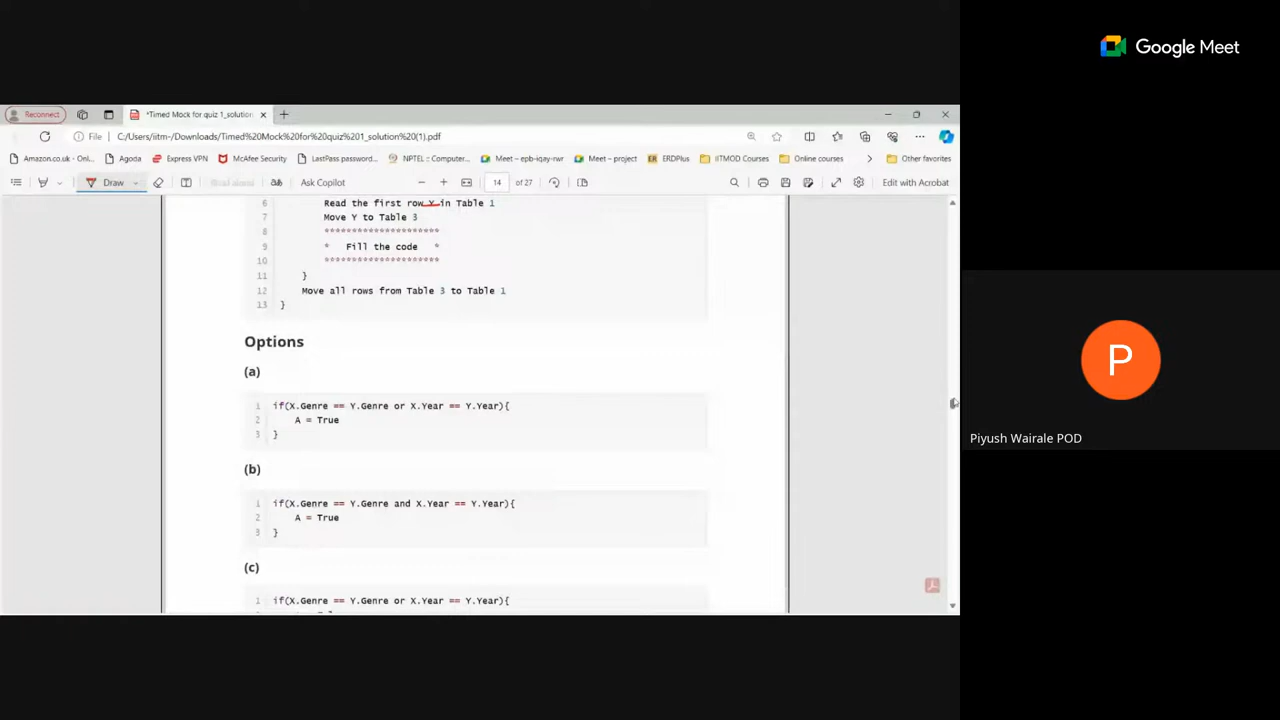 Google Meet
Reconnect
*Timed Mock for quiz 1_solution
File
C:/Users/iitm~/Downloads/Timed%20Mock%20for%20quiz%201_solution%20(1).pdf
Amazon.co.uk - Onl...
Agoda
Express VPN
McAfee Security
LastPass password...
NPTEL :: Computer...
Meet – epb-iqay-rwr
Meet – project
ERDPlus
IITMOD Courses
Online courses
Other favorites
Draw
Read aloud
Ask Copilot
14 of 27
Edit with Acrobat
6 Read the first row Y in Table 1
7 Move Y to Table 3
8 *********************
9 * Fill the code *
10 *********************
11 }
12 Move all rows from Table 3 to Table 1
13 }
Options
(a)
1 if(X.Genre == Y.Genre or X.Year == Y.Year){
2 A = True
3 }
(b)
1 if(X.Genre == Y.Genre and X.Year == Y.Year){
2 A = True
3 }
(c)
1 if(X.Genre == Y.Genre or X.Year == Y.Year){
P
Piyush Wairale POD